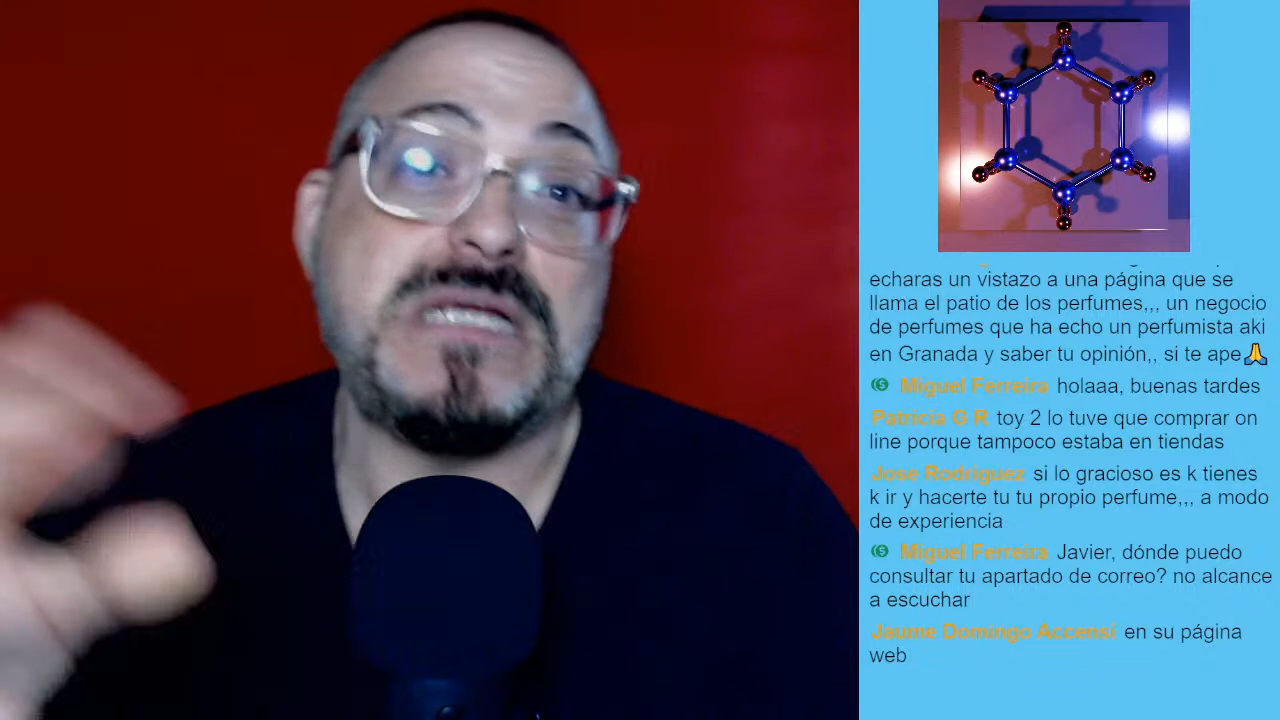 echaras un vistazo a una página que se
llama el patio de los perfumes,,, un negocio
de perfumes que ha echo un perfumista aki
en Granada y saber tu opinión,, si te ape🙏
Miguel Ferreira holaaa, buenas tardes
Patricia G R toy 2 lo tuve que comprar on
line porque tampoco estaba en tiendas
Jose Rodriguez si lo gracioso es k tienes
k ir y hacerte tu tu propio perfume,,, a modo
de experiencia
Miguel Ferreira Javier, dónde puedo
consultar tu apartado de correo? no alcance
a escuchar
Jaume Domingo Accensi en su página
web